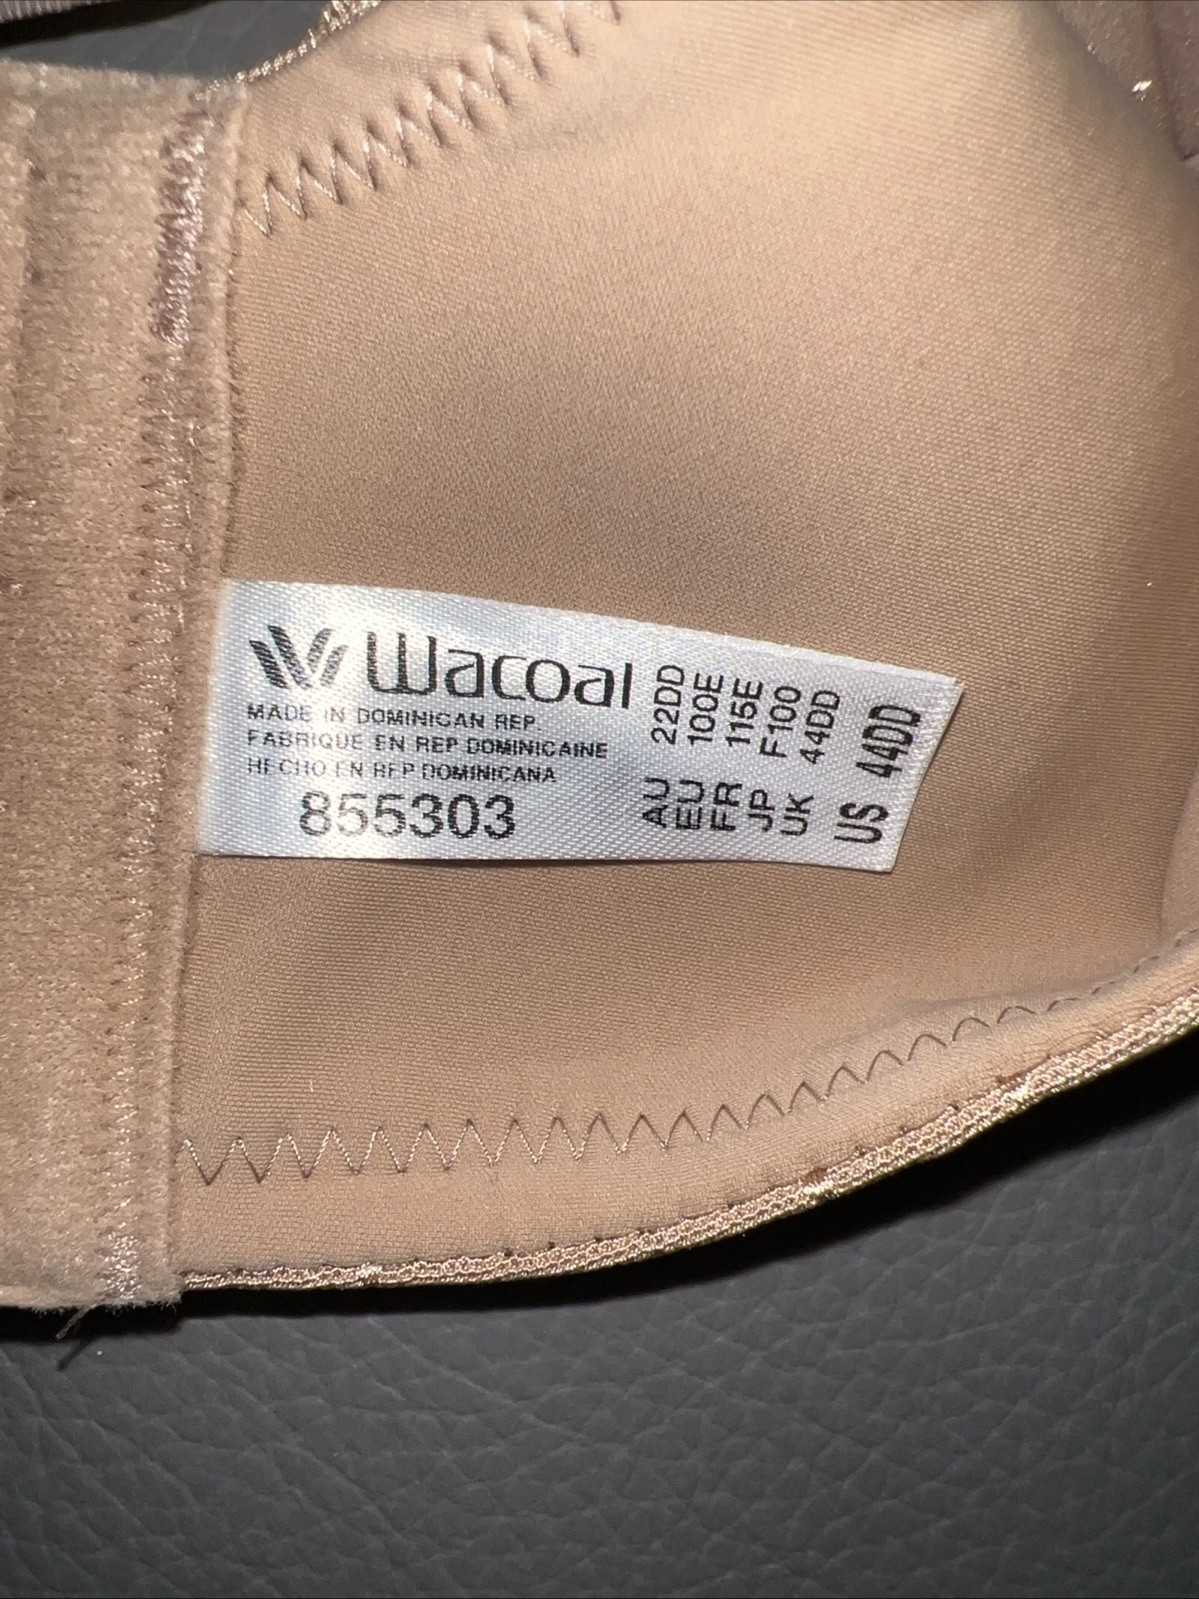 Wacoal
MADE IN DOMINICAN REP.
FABRIQUE EN REP DOMINICAINE
HECHO EN REP DOMINICANA
855303
AU 22DD
EU 100E
FR 115E
JP F100
UK 44DD
US 44DD